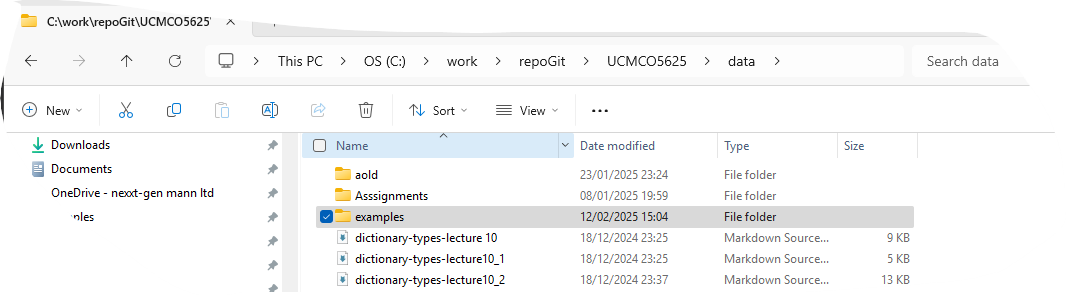 C:\work\repoGit\UCMCO5625\
This PC > OS (C:) > work > repoGit > UCMCO5625 > data >
Search data
New
Sort
View
Downloads
Documents
OneDrive - nexxt-gen mann ltd
Name Date modified Type Size
aold 23/01/2025 23:24 File folder
Asssignments 08/01/2025 19:59 File folder
examples 12/02/2025 15:04 File folder
dictionary-types-lecture 10 18/12/2024 23:25 Markdown Source... 9 KB
dictionary-types-lecture10_1 18/12/2024 23:25 Markdown Source... 5 KB
dictionary-types-lecture10_2 18/12/2024 23:37 Markdown Source... 13 KB